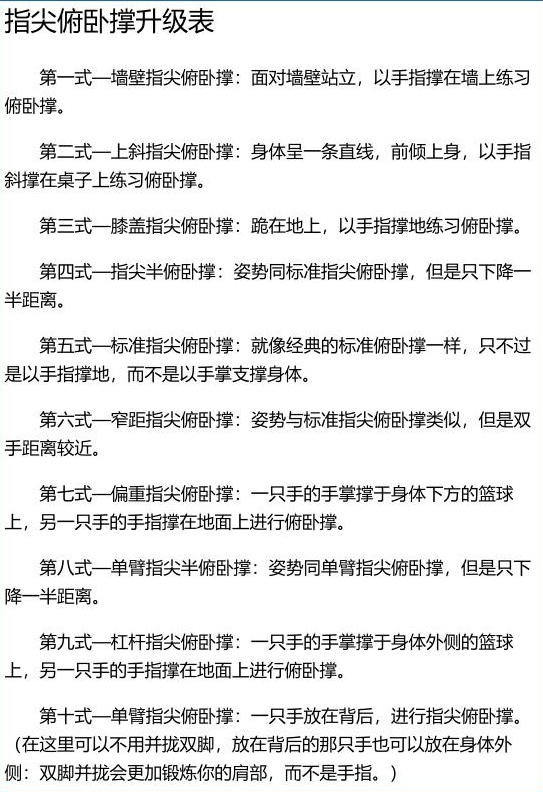 指尖俯卧撑升级表
第一式—墙壁指尖俯卧撑：面对墙壁站立，以手指撑在墙上练习
俯卧撑。
第二式—上斜指尖俯卧撑：身体呈一条直线，前倾上身，以手指
斜撑在桌子上练习俯卧撑。
第三式—膝盖指尖俯卧撑：跪在地上，以手指撑地练习俯卧撑。
第四式—指尖半俯卧撑：姿势同标准指尖俯卧撑，但是只下降一
半距离。
第五式—标准指尖俯卧撑：就像经典的标准俯卧撑一样，只不过
是以手指撑地，而不是以手掌支撑身体。
第六式—窄距指尖俯卧撑：姿势与标准指尖俯卧撑类似，但是双
手距离较近。
第七式—偏重指尖俯卧撑：一只手的手掌撑于身体下方的篮球
上，另一只手的手指撑在地面上进行俯卧撑。
第八式—单臂指尖半俯卧撑：姿势同单臂指尖俯卧撑，但是只下
降一半距离。
第九式—杠杆指尖俯卧撑：一只手的手掌撑于身体外侧的篮球
上，另一只手的手指撑在地面上进行俯卧撑。
第十式—单臂指尖俯卧撑：一只手放在背后，进行指尖俯卧撑。
（在这里可以不用并拢双脚，放在背后的那只手也可以放在身体外
侧：双脚并拢会更加锻炼你的肩部，而不是手指。）